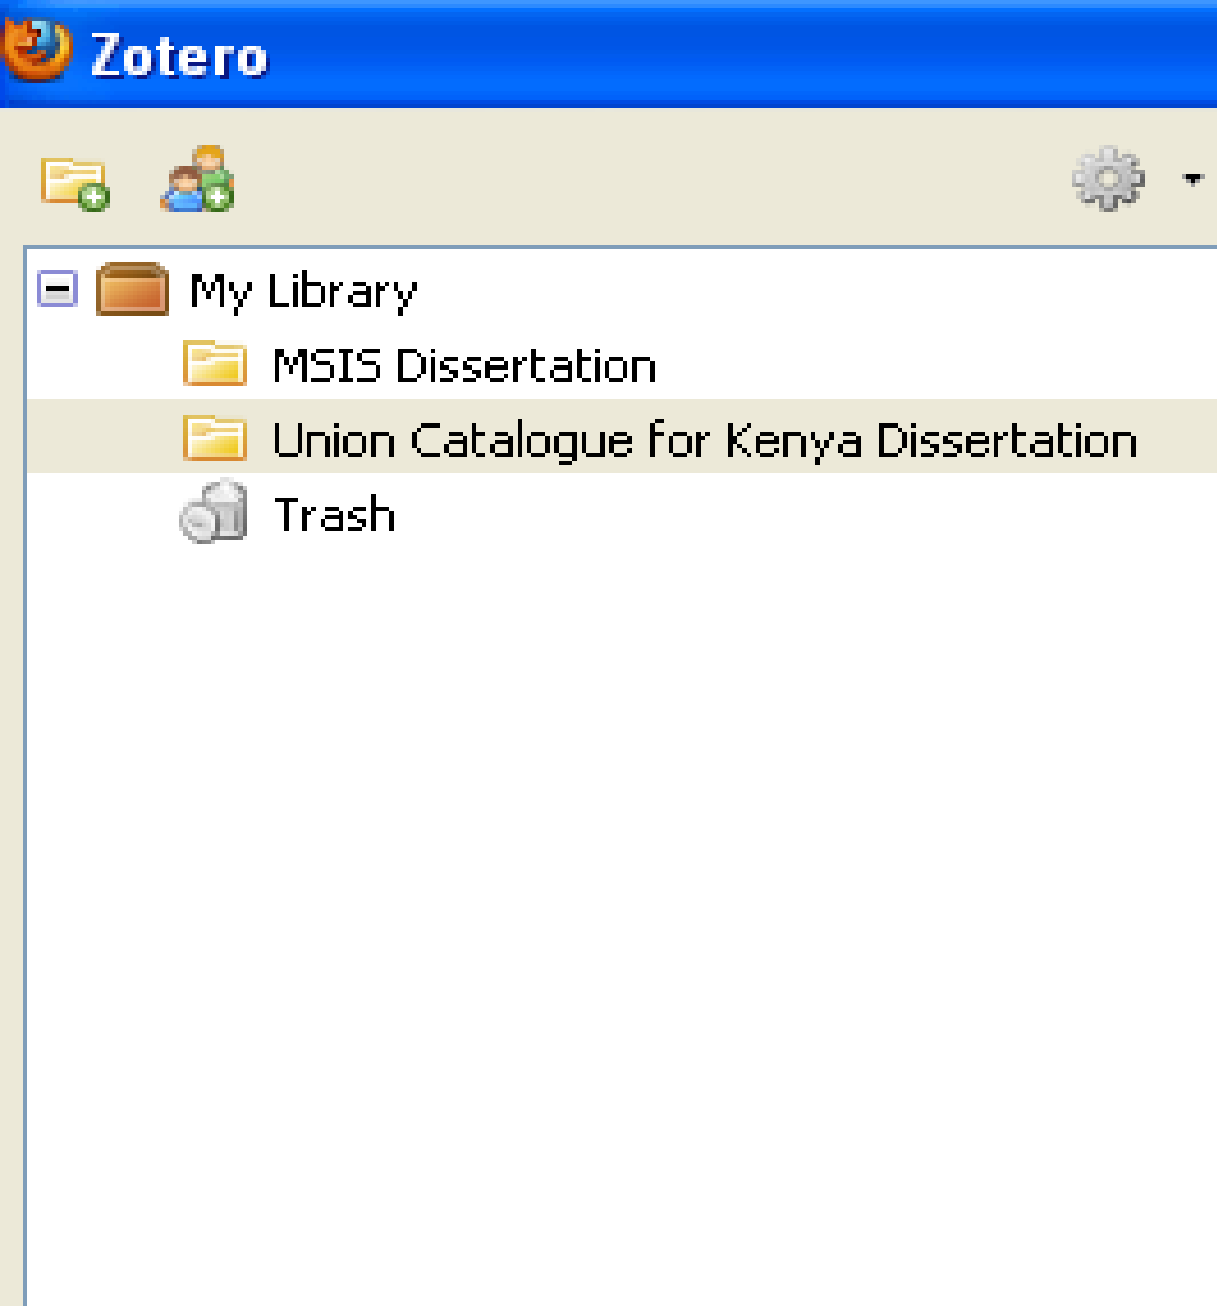 Zotero
My Library
MSIS Dissertation
Union Catalogue for Kenya Dissertation
Trash